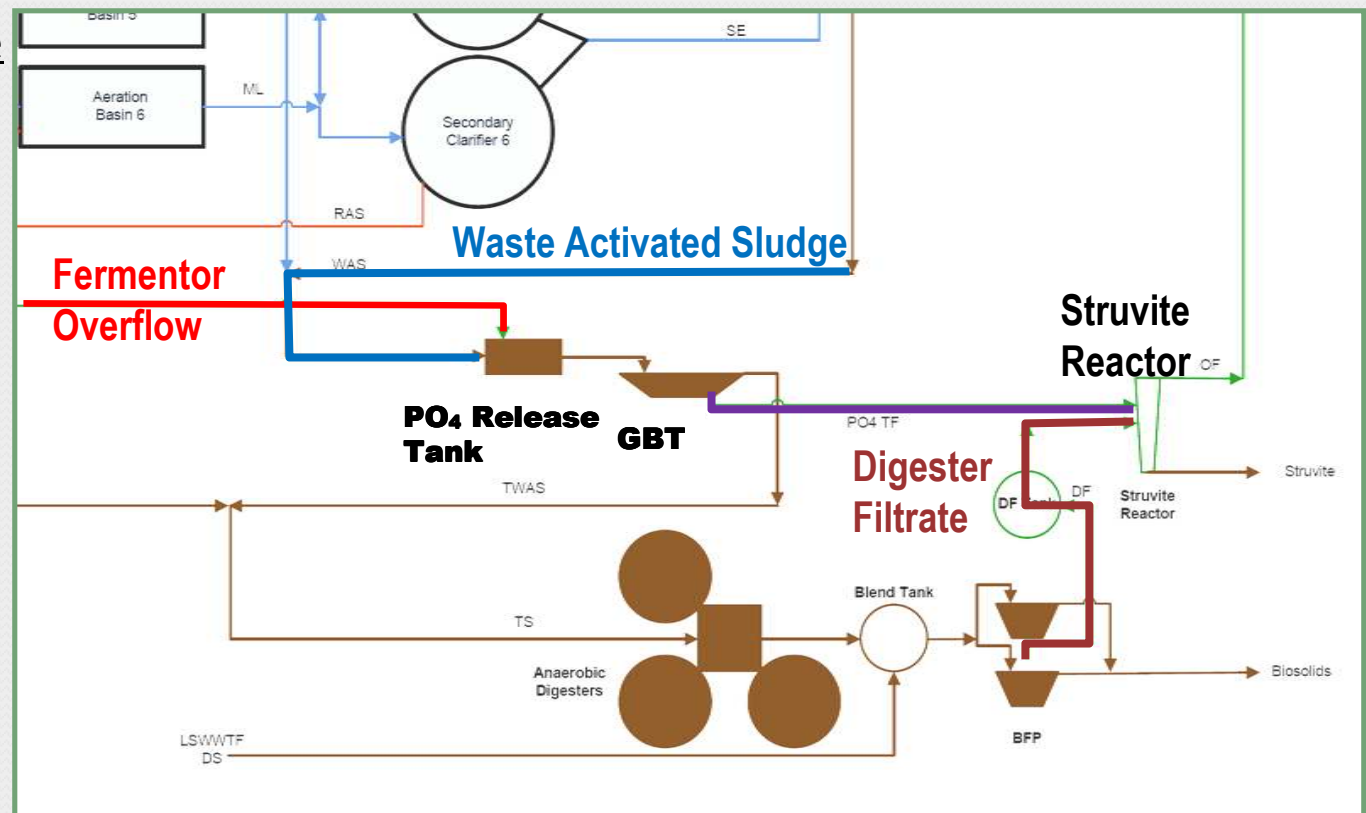 Basin 5
SE
Aeration
Basin 6
ML
Secondary
Clarifier 6
RAS
Waste Activated Sludge
WAS
Fermentor
Overflow
Struvite
Reactor
OF
PO₄ Release
Tank
GBT
PO4 TF
Digester
Filtrate
Struvite
TWAS
DF
DF
Struvite
Reactor
Blend Tank
TS
Anaerobic
Digesters
Biosolids
LSWWTF
DS
BFP